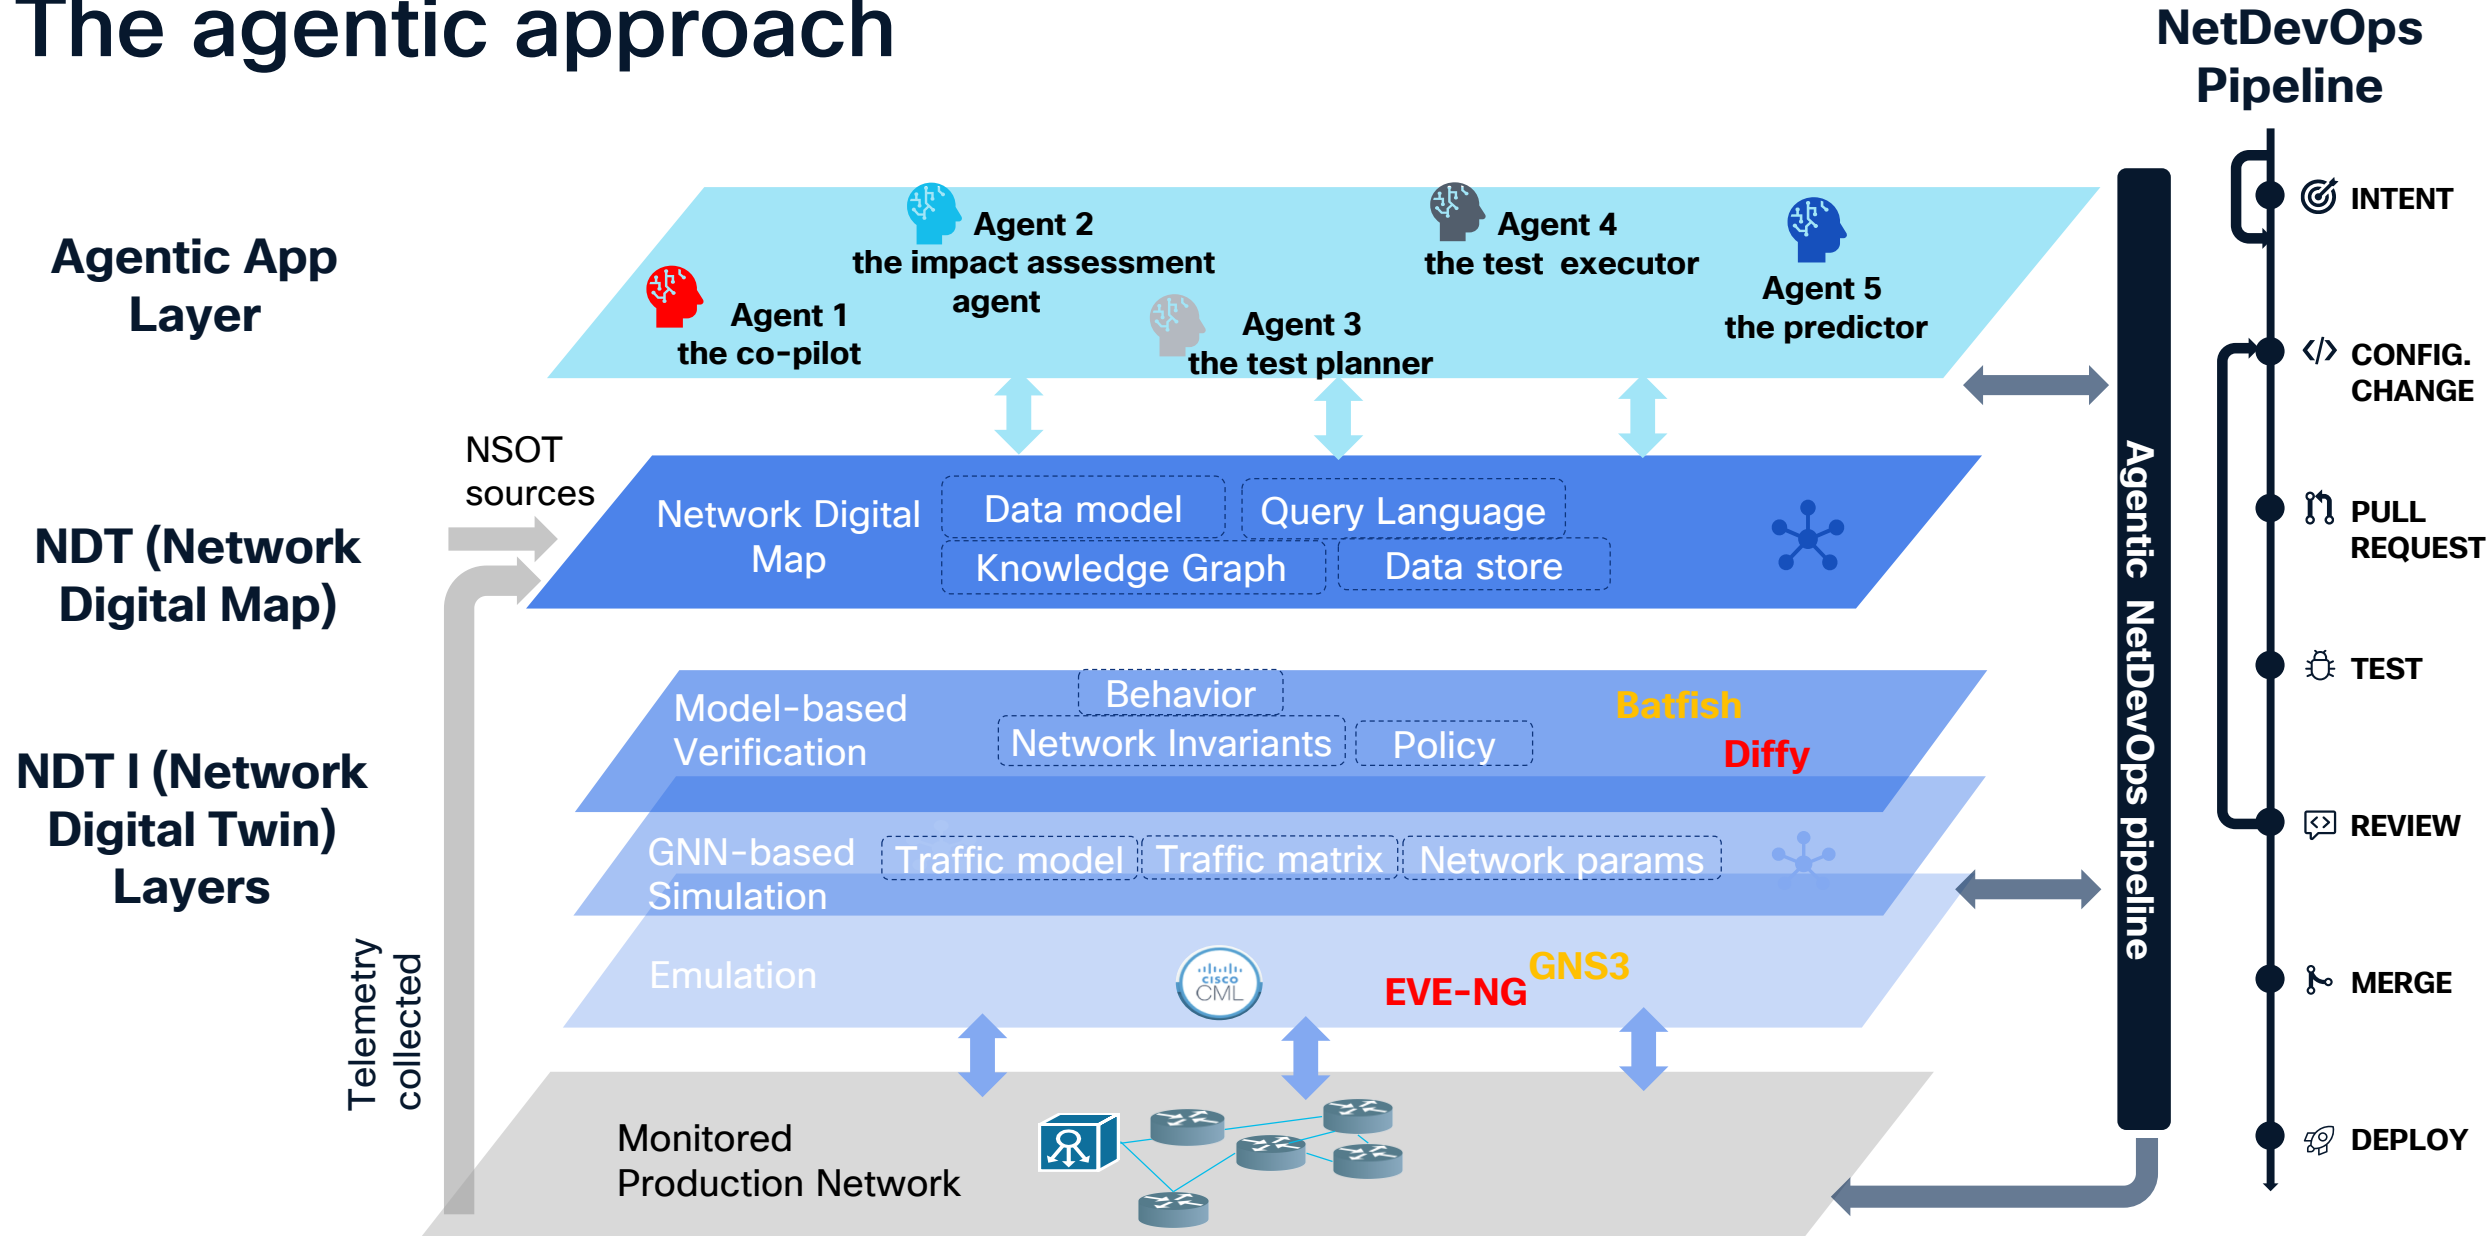 The agentic approach
NetDevOps
Pipeline
Agentic App
Layer
Agent 1
the co-pilot
Agent 2
the impact assessment
agent
Agent 3
the test planner
Agent 4
the test executor
Agent 5
the predictor
NSOT
sources
NDT (Network
Digital Map)
Network Digital
Map
Data model
Query Language
Knowledge Graph
Data store
NDT I (Network
Digital Twin)
Layers
Model-based
Verification
Behavior
Network Invariants
Policy
Batfish
Diffy
GNN-based
Simulation
Traffic model
Traffic matrix
Network params
Emulation
CISCO
CML
EVE-NG
GNS3
Telemetry
collected
Monitored
Production Network
Agentic NetDevOps pipeline
INTENT
CONFIG.
CHANGE
PULL
REQUEST
TEST
REVIEW
MERGE
DEPLOY